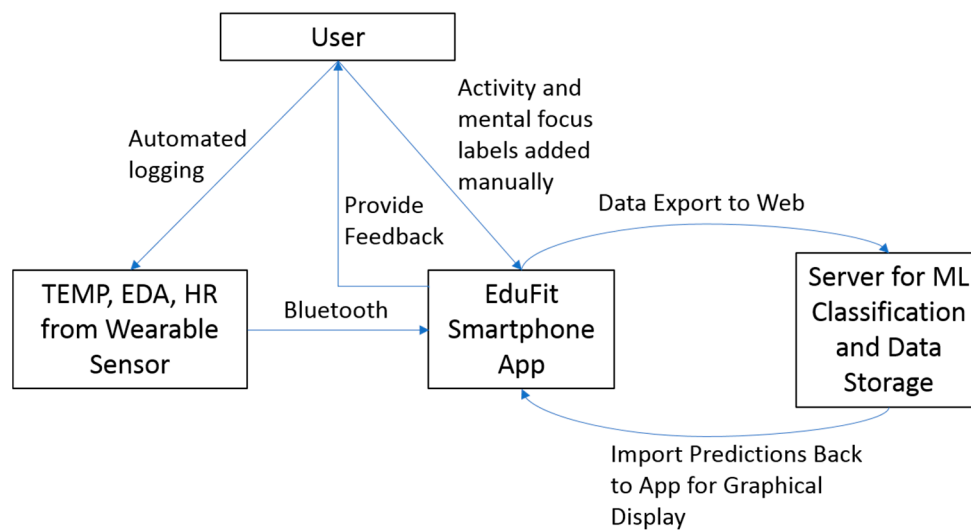 User
Automated
logging
Activity and
mental focus
labels added
manually
Provide
Feedback
Data Export to Web
TEMP, EDA, HR
from Wearable
Sensor
Bluetooth
EduFit
Smartphone
App
Server for ML
Classification
and Data
Storage
Import Predictions Back
to App for Graphical
Display